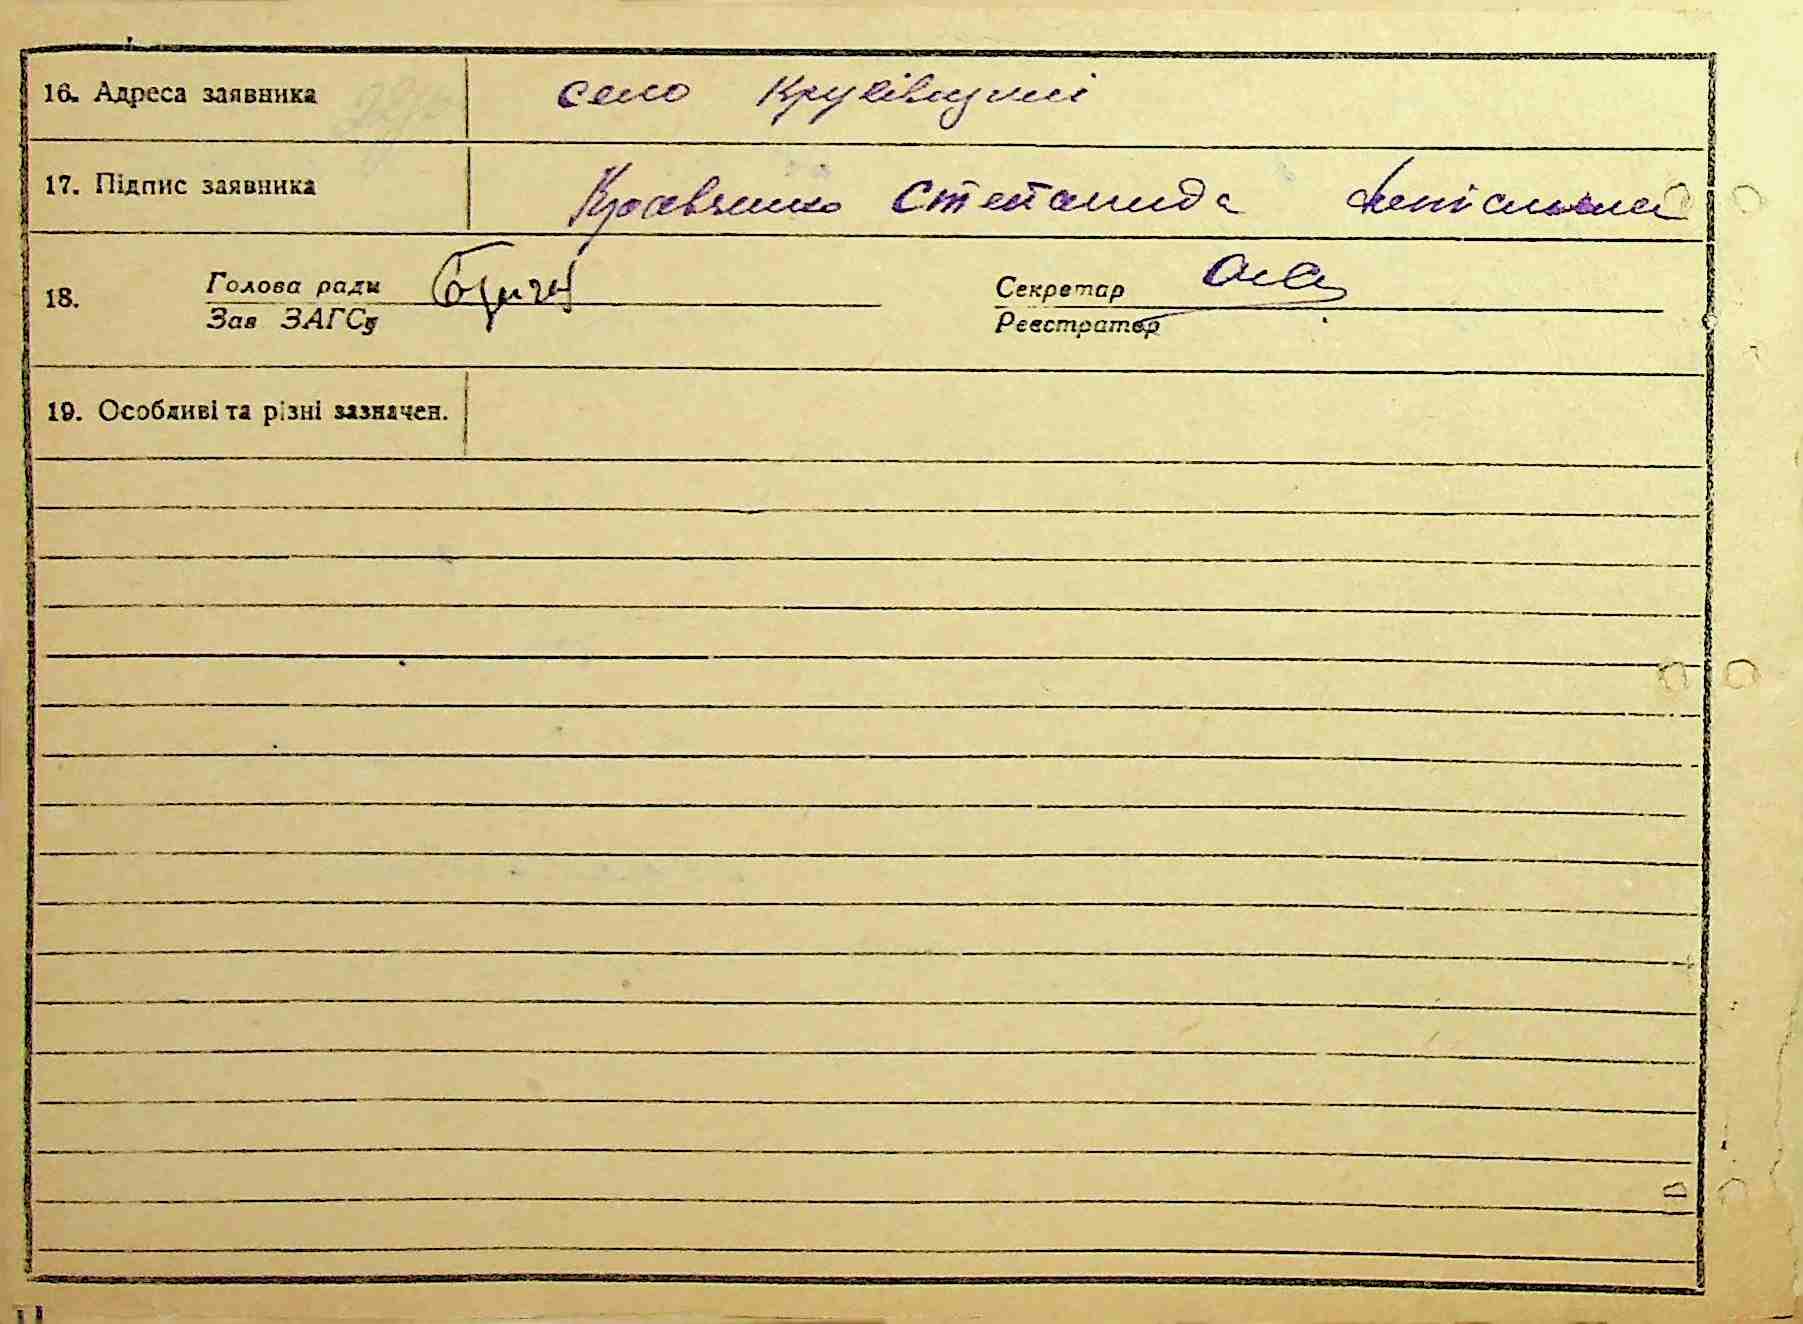 16. Адреса заявника село
17. Підпис заявника Кравченко Степанида
18. Голова ради Секретар
Зав ЗАГСу Реєстратор
19. Особливі та різні зазначен.